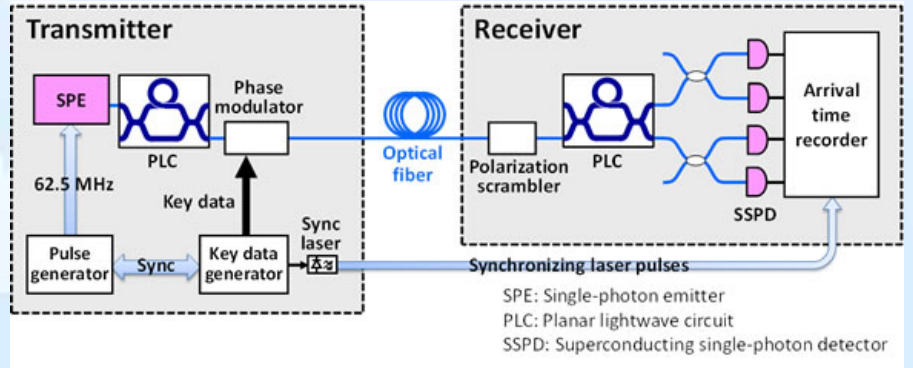 Transmitter
SPE
PLC
Phase
modulator
62.5 MHz
Key data
Pulse
generator
Sync
Key data
generator
Sync
laser
Optical
fiber
Receiver
Polarization
scrambler
PLC
SSPD
Arrival
time
recorder
Synchronizing laser pulses
SPE: Single-photon emitter
PLC: Planar lightwave circuit
SSPD: Superconducting single-photon detector